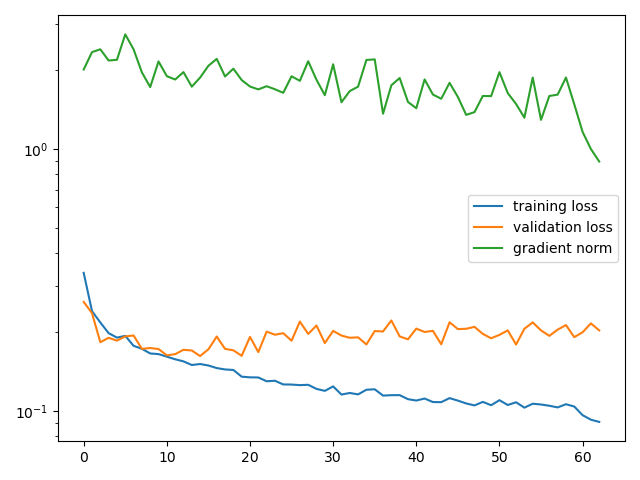 10⁰
10⁻¹
training loss
validation loss
gradient norm
0 10 20 30 40 50 60